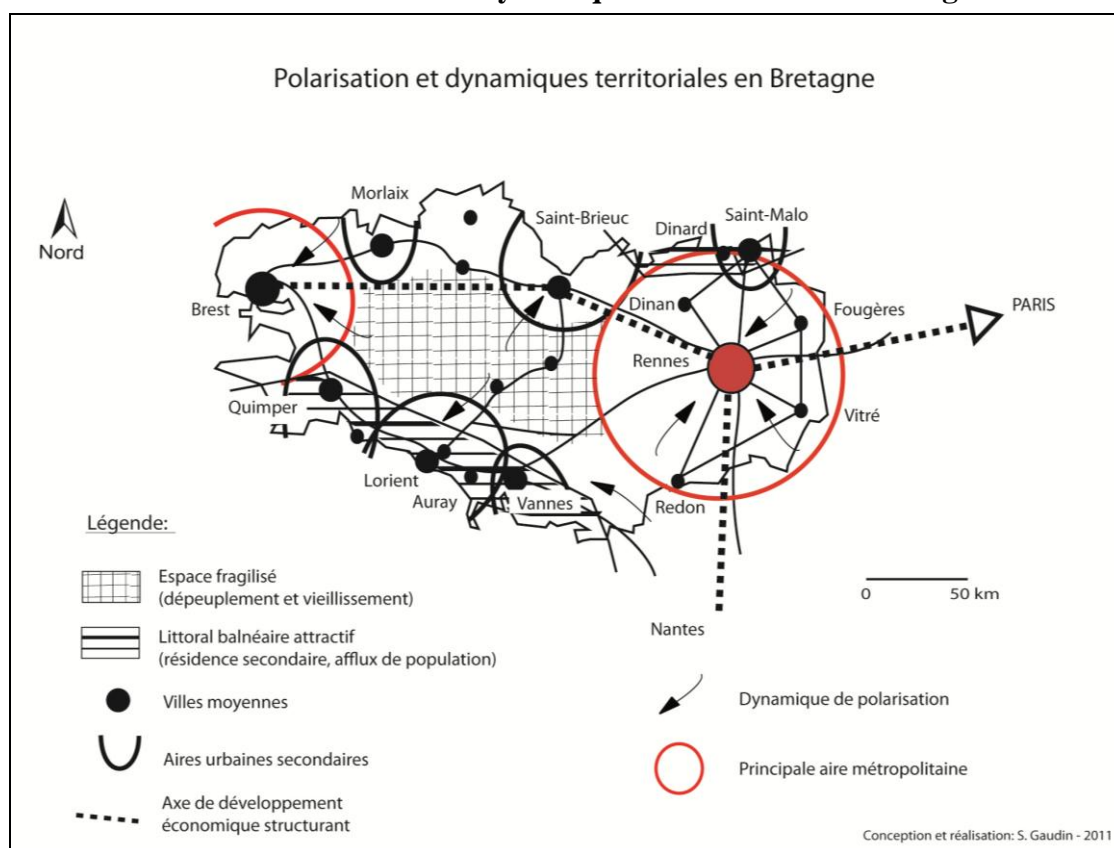 Polarisation et dynamiques territoriales en Bretagne
Nord
Morlaix
Saint-Brieuc
Dinard
Saint-Malo
Brest
Dinan
Fougères
PARIS
Rennes
Quimper
Vitré
Lorient
Auray
Vannes
Redon
Nantes
0 50 km
Légende:
Espace fragilisé
(dépeuplement et vieillissement)
Littoral balnéaire attractif
(résidence secondaire, afflux de population)
Villes moyennes
Aires urbaines secondaires
Axe de développement
économique structurant
Dynamique de polarisation
Principale aire métropolitaine
Conception et réalisation: S. Gaudin - 2011